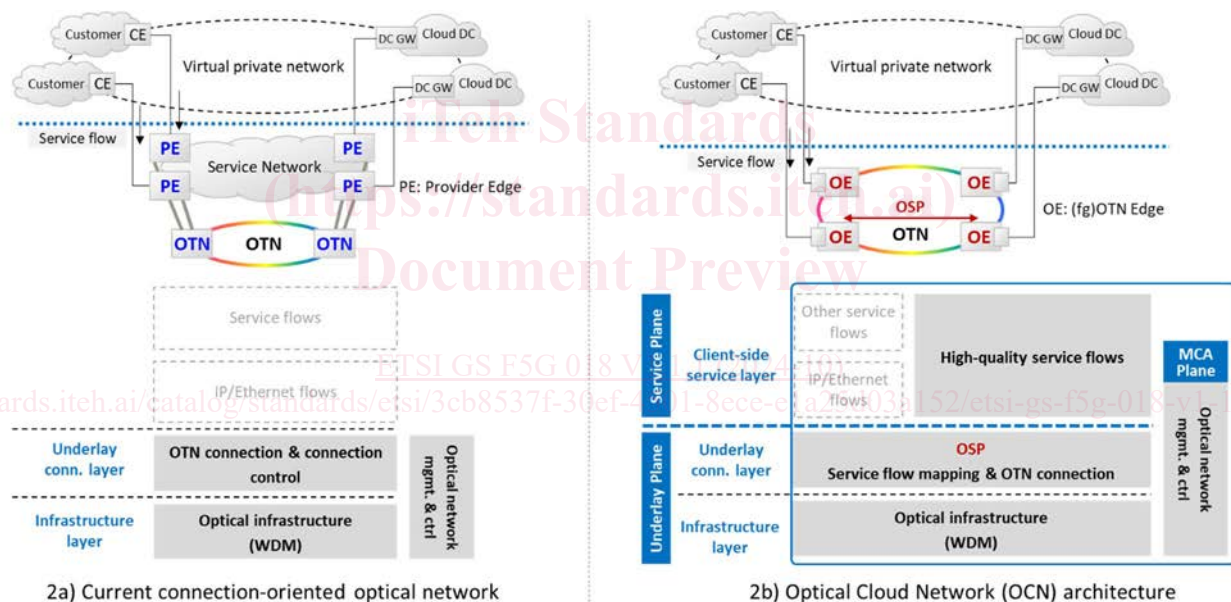 Customer CE
Customer CE
Virtual private network
DC GW Cloud DC
DC GW Cloud DC
Service flow
PE
PE
Service Network
PE
PE
PE: Provider Edge
OTN
OTN
OTN
Service flows
IP/Ethernet flows
Underlay
conn. layer
OTN connection & connection
control
Infrastructure
layer
Optical infrastructure
(WDM)
Optical network
mgmt. & ctrl
2a) Current connection-oriented optical network
Customer CE
Customer CE
Virtual private network
DC GW Cloud DC
DC GW Cloud DC
Service flow
OE
OE
OSP
OE
OTN
OE
OE: (fg)OTN Edge
Service Plane
Client-side
service layer
Other service
flows
IP/Ethernet
flows
High-quality service flows
MCA
Plane
Underlay Plane
Underlay
conn. layer
OSP
Service flow mapping & OTN connection
Infrastructure
layer
Optical infrastructure
(WDM)
Optical network
mgmt. & ctrl
2b) Optical Cloud Network (OCN) architecture
iTeh Standards
(https://standards.iteh.ai)
Document Preview
ETSI GS F5G 018